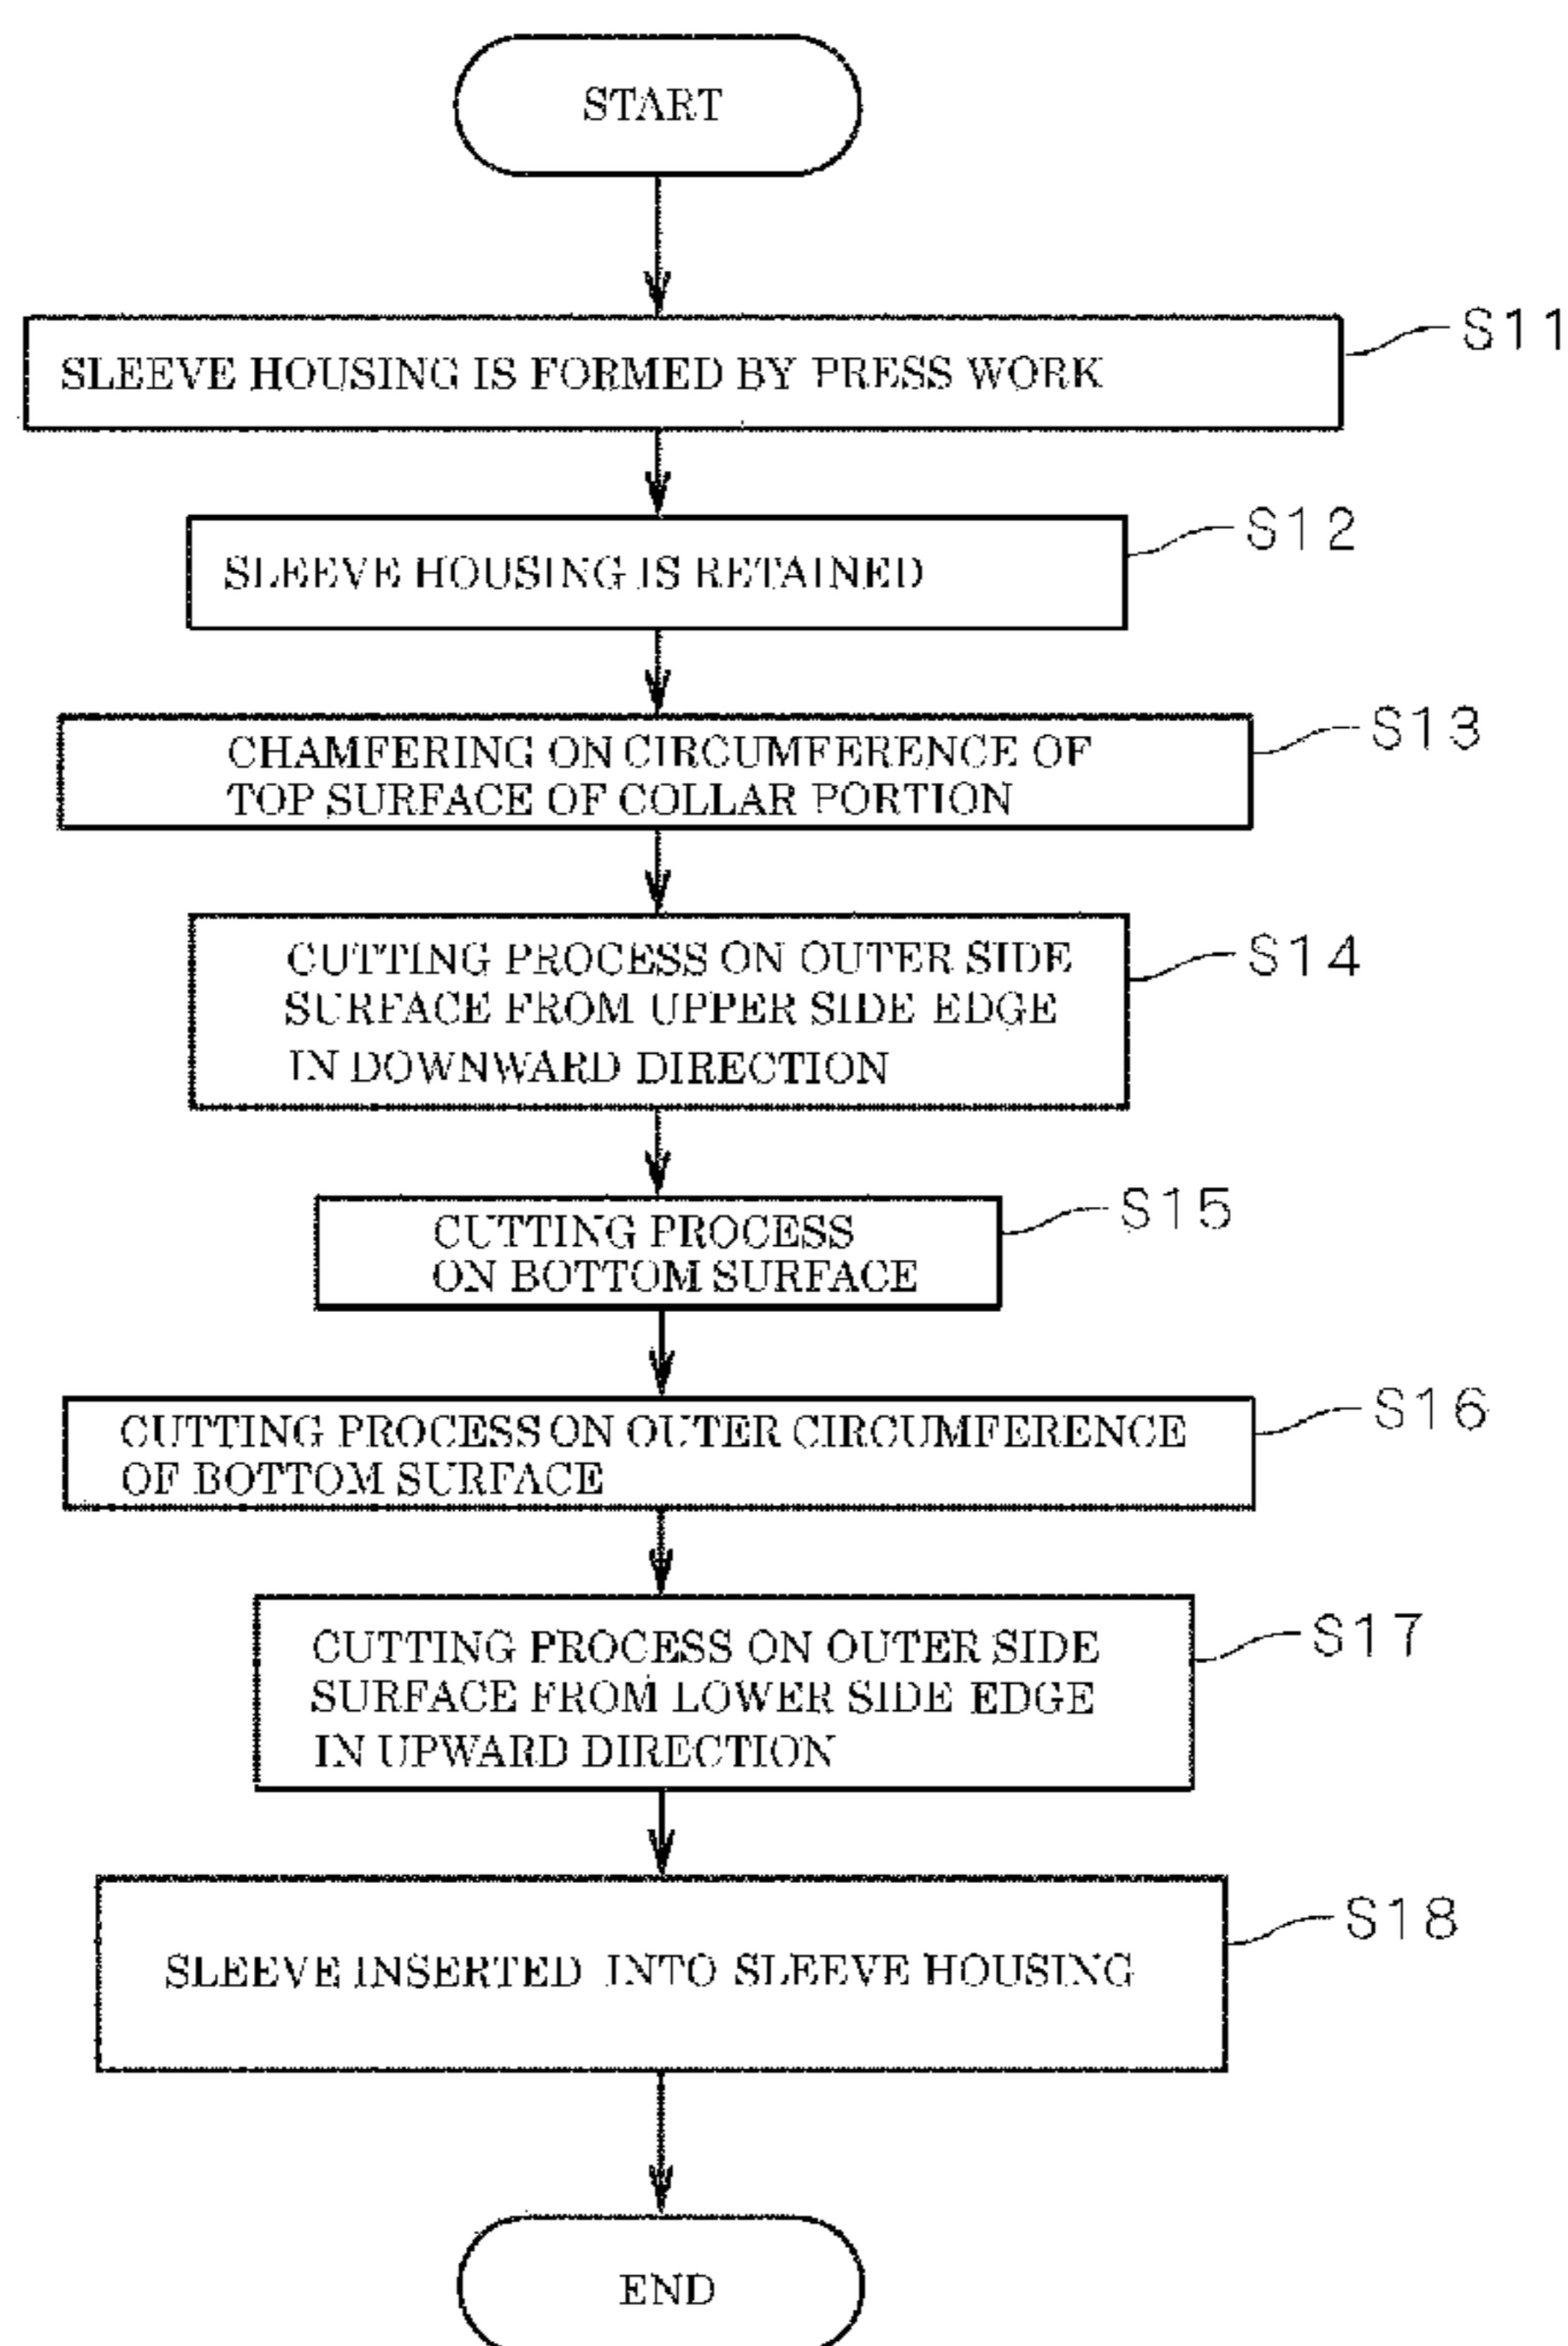 START
SLEEVE HOUSING IS FORMED BY PRESS WORK
S11
SLEEVE HOUSING IS RETAINED
S12
CHAMFERING ON CIRCUMFERENCE OF
TOP SURFACE OF COLLAR PORTION
S13
CUTTING PROCESS ON OUTER SIDE
SURFACE FROM UPPER SIDE EDGE
IN DOWNWARD DIRECTION
S14
CUTTING PROCESS
ON BOTTOM SURFACE
S15
CUTTING PROCESS ON OUTER CIRCUMFERENCE
OF BOTTOM SURFACE
S16
CUTTING PROCESS ON OUTER SIDE
SURFACE FROM LOWER SIDE EDGE
IN UPWARD DIRECTION
S17
SLEEVE INSERTED INTO SLEEVE HOUSING
S18
END